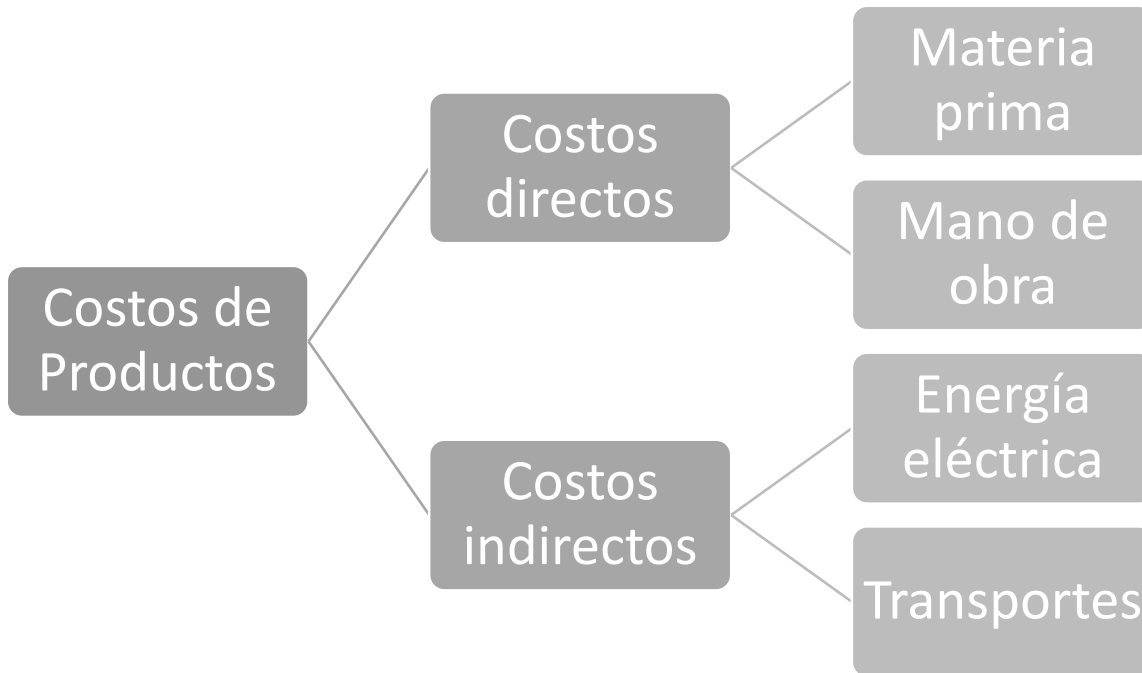 Costos de
Productos
Costos
directos
Materia
prima
Mano de
obra
Costos
indirectos
Energía
eléctrica
Transportes